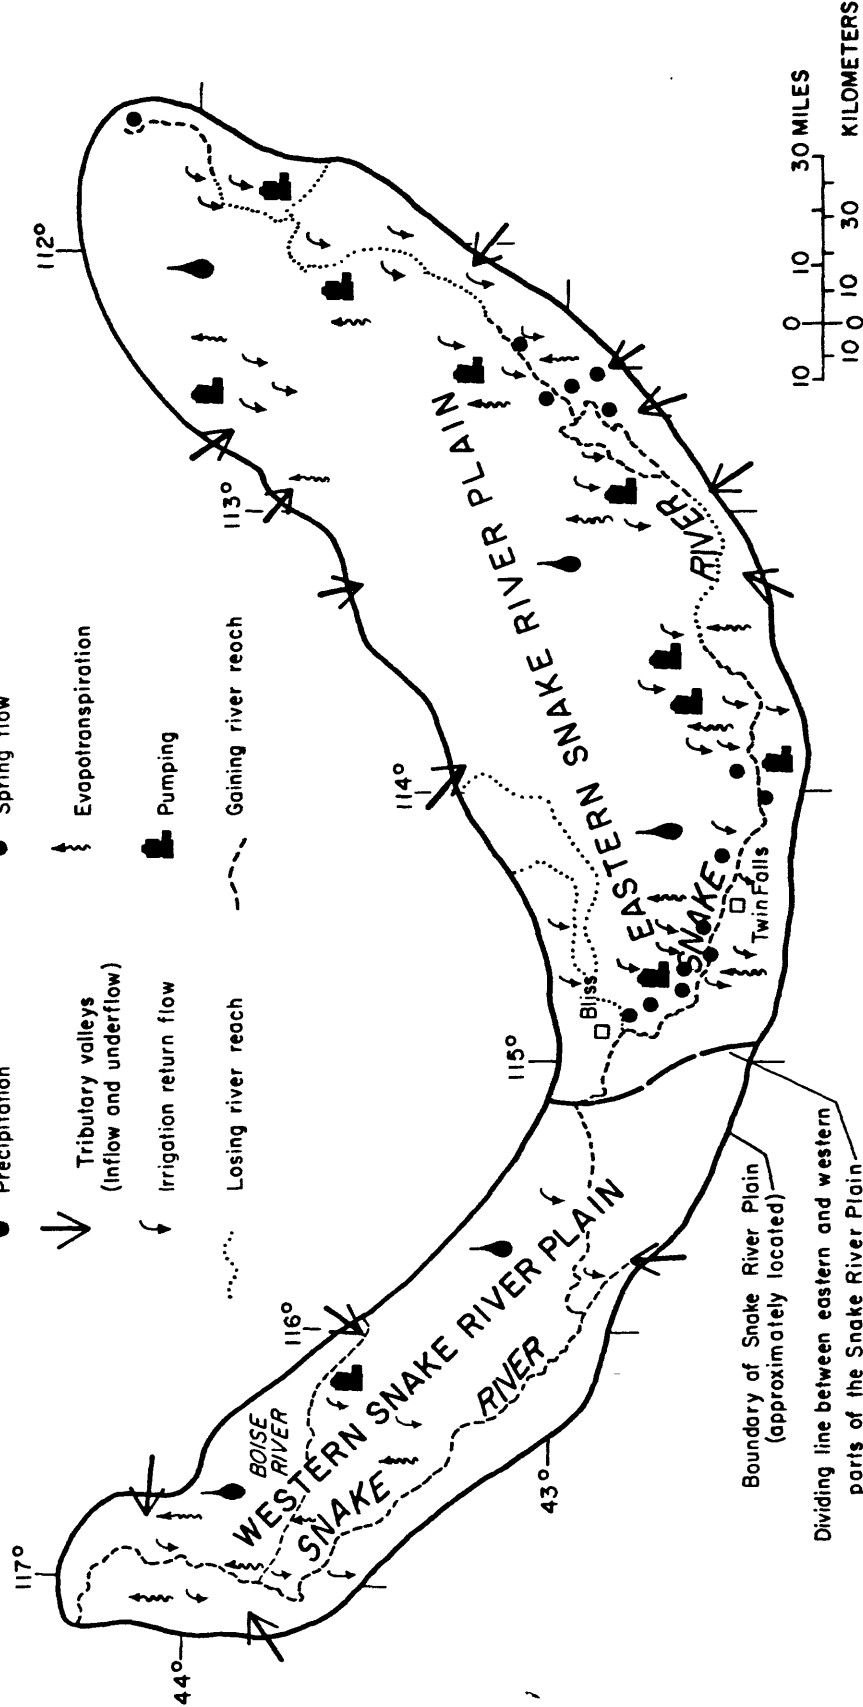 Precipitation
Spring flow
Tributary valleys
(Inflow and underflow)
Evapotranspiration
Irrigation return flow
Pumping
Losing river reach
Gaining river reach
117°
116°
115°
114°
113°
112°
44°
43°
BOISE
RIVER
WESTERN SNAKE RIVER PLAIN
SNAKE
RIVER
EASTERN SNAKE RIVER PLAIN
SNAKE
RIVER
Bliss
Twin Falls
Boundary of Snake River Plain
(approximately located)
Dividing line between eastern and western
parts of the Snake River Plain
10 0 10 30 MILES
10 0 10 30 KILOMETERS